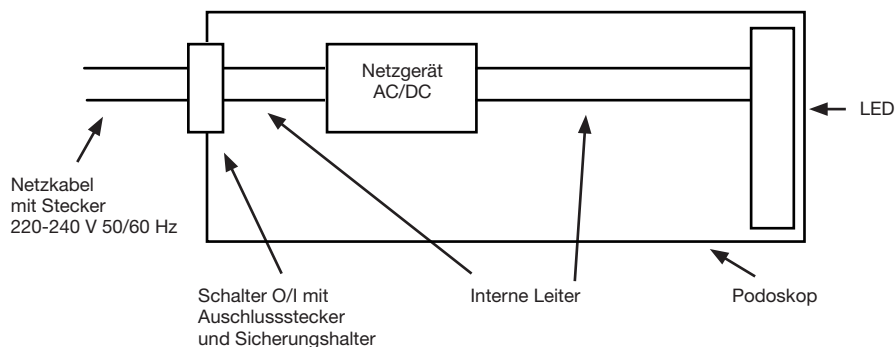 Netzgerät
AC/DC
LED
Netzkabel
mit Stecker
220-240 V 50/60 Hz
Schalter O/I mit
Auschlussstecker
und Sicherungshalter
Interne Leiter
Podoskop